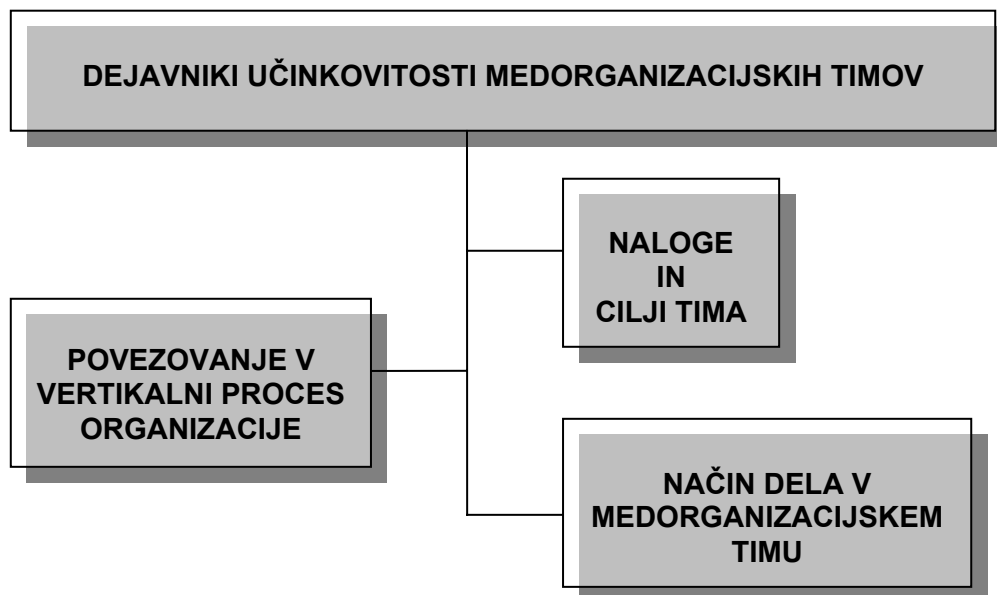 DEJAVNIKI UČINKOVITOSTI MEDORGANIZACIJSKIH TIMOV
NALOGE
IN
CILJI TIMA
POVEZOVANJE V
VERTIKALNI PROCES
ORGANIZACIJE
NAČIN DELA V
MEDORGANIZACIJSKEM
TIMU